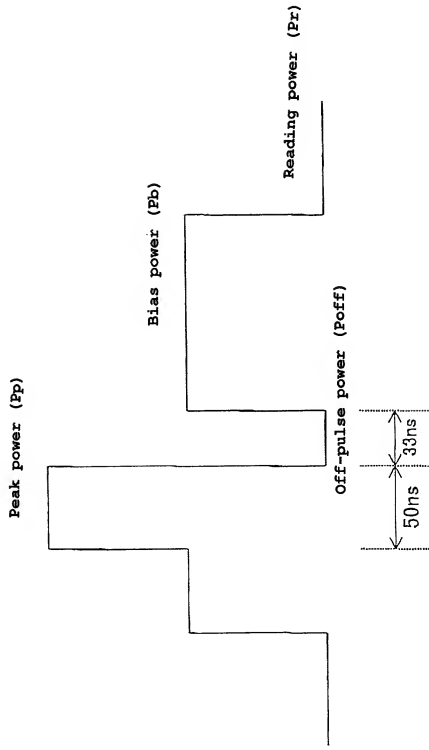 Peak power (Pp)
Bias power (Pb)
Reading power (Pr)
Off-pulse power (Poff)
50ns
33ns